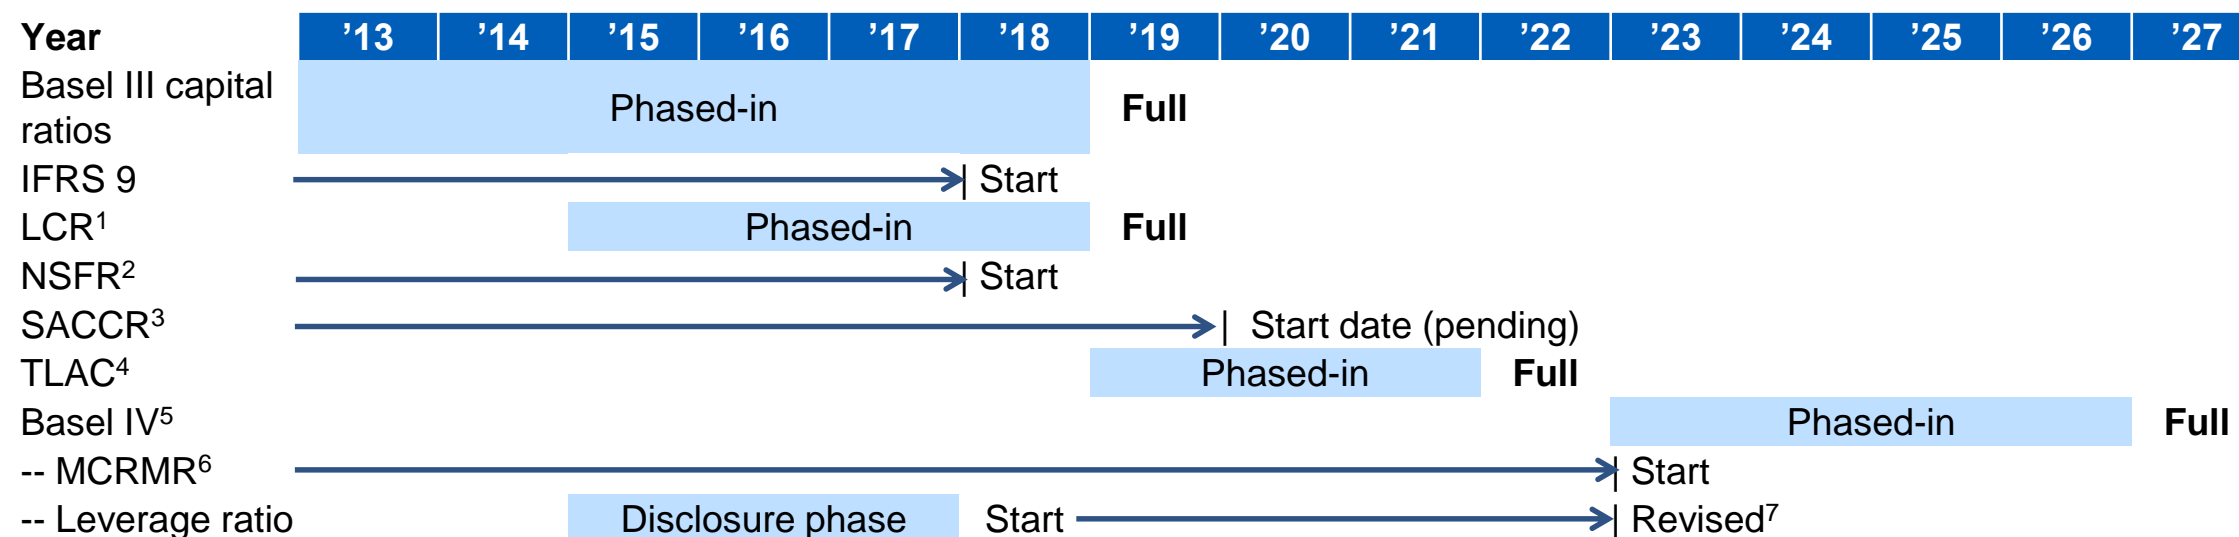 Year ’13 ’14 ’15 ’16 ’17 ’18 ’19 ’20 ’21 ’22 ’23 ’24 ’25 ’26 ’27
Basel III capital
ratios Phased-in Full
IFRS 9 | Start
LCR¹ Phased-in Full
NSFR² | Start
SACCR³ | Start date (pending)
TLAC⁴ Phased-in Full
Basel IV⁵ Phased-in Full
-- MCRMR⁶ | Start
-- Leverage ratio Disclosure phase Start | Revised⁷